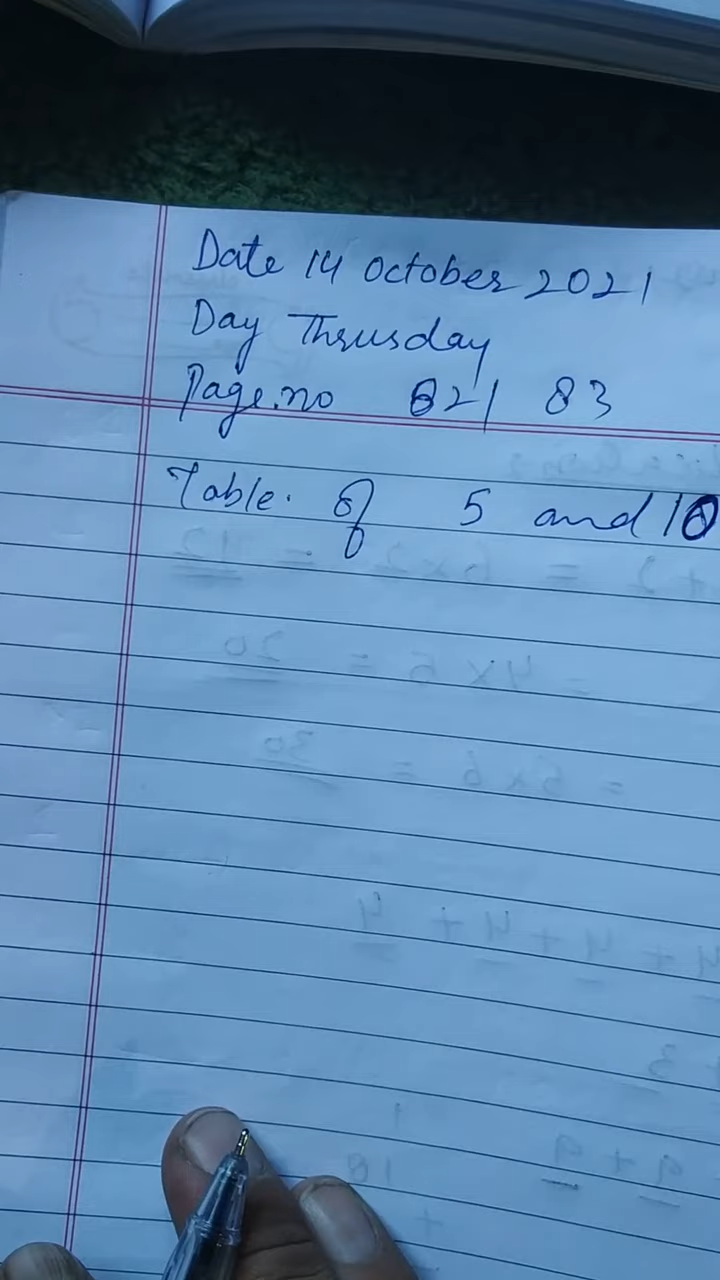 Date 14 October 2021
Day Thrusday
Page.no 82, 83
Table. of 5 and 10